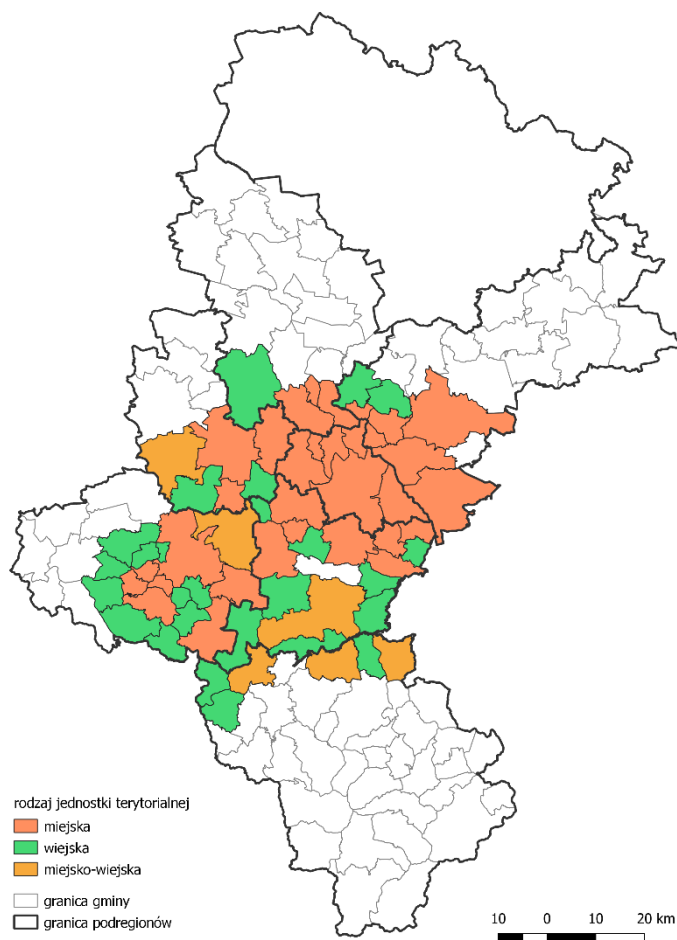 rodzaj jednostki terytorialnej
miejska
wiejska
miejsko-wiejska
granica gminy
granica podregionów
10 0 10 20 km